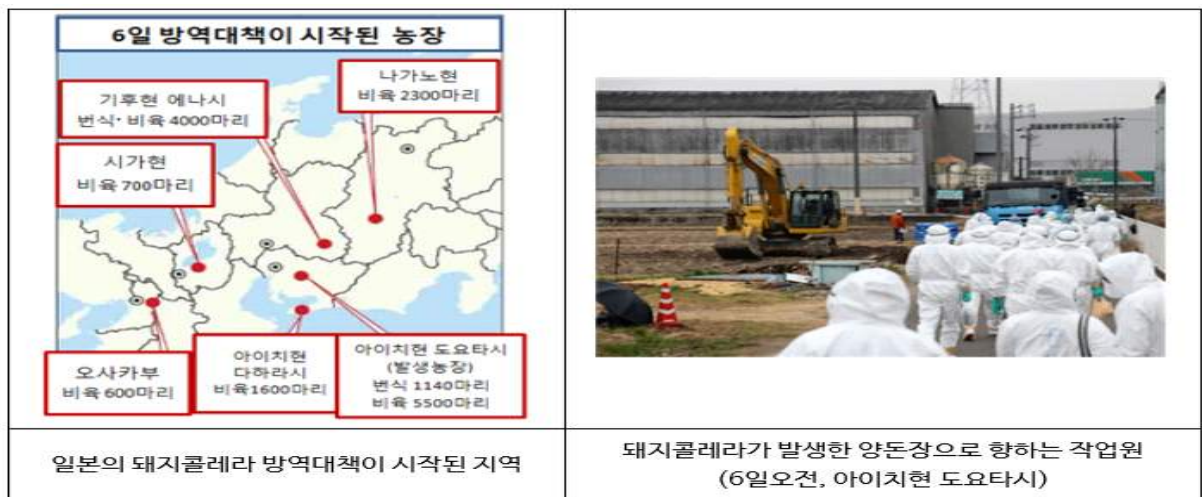 6일 방역대책이 시작된 농장
나가노현
비육 2300마리
기후현 에나시
번식· 비육 4000마리
시가현
비육 700마리
오사카부
비육 600마리
아이치현
다하라시
비육1600마리
아이치현 도요타시
(발생농장)
번식 1140마리
비육 5500마리
일본의 돼지콜레라 방역대책이 시작된 지역
돼지콜레라가 발생한 양돈장으로 향하는 작업원
(6일오전, 아이치현 도요타시)